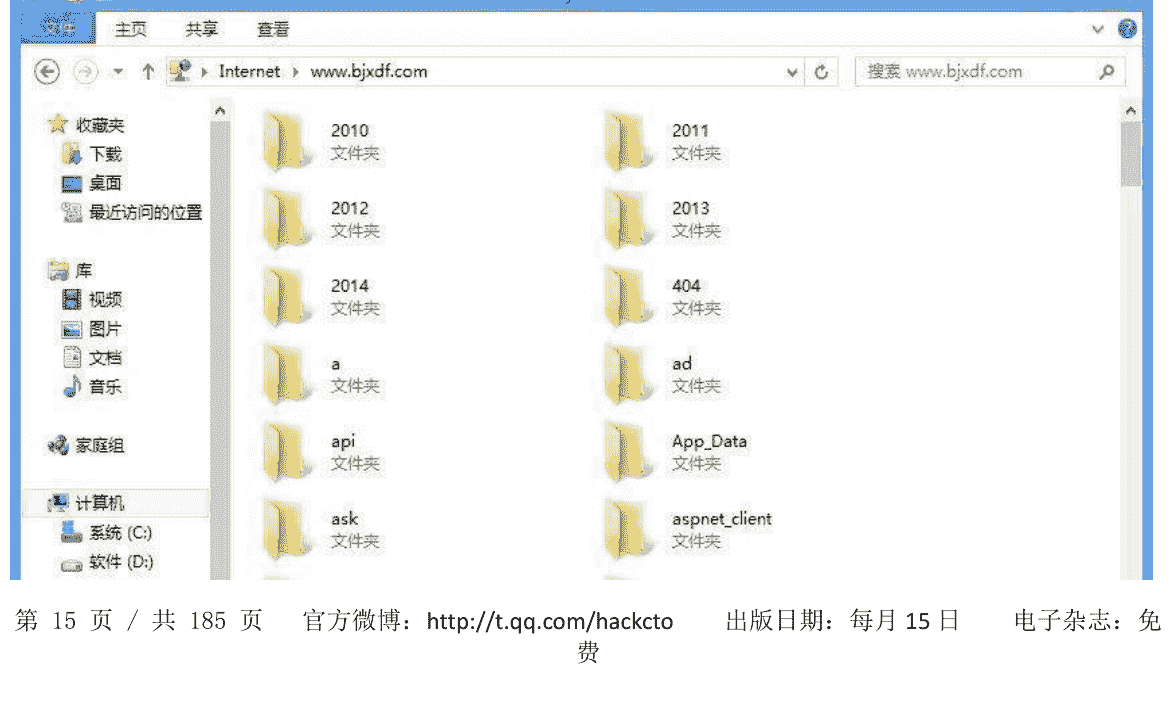 文件 主页 共享 查看
Internet www.bjxdf.com 搜索 www.bjxdf.com
收藏夹
下载
桌面
最近访问的位置
库
视频
图片
文档
音乐
家庭组
计算机
系统 (C:)
软件 (D:)
2010
文件夹
2011
文件夹
2012
文件夹
2013
文件夹
2014
文件夹
404
文件夹
a
文件夹
ad
文件夹
api
文件夹
App_Data
文件夹
ask
文件夹
aspnet_client
文件夹
第 15 页 / 共 185 页 官方微博：http://t.qq.com/hackcto 出版日期：每月 15 日 电子杂志：免
费